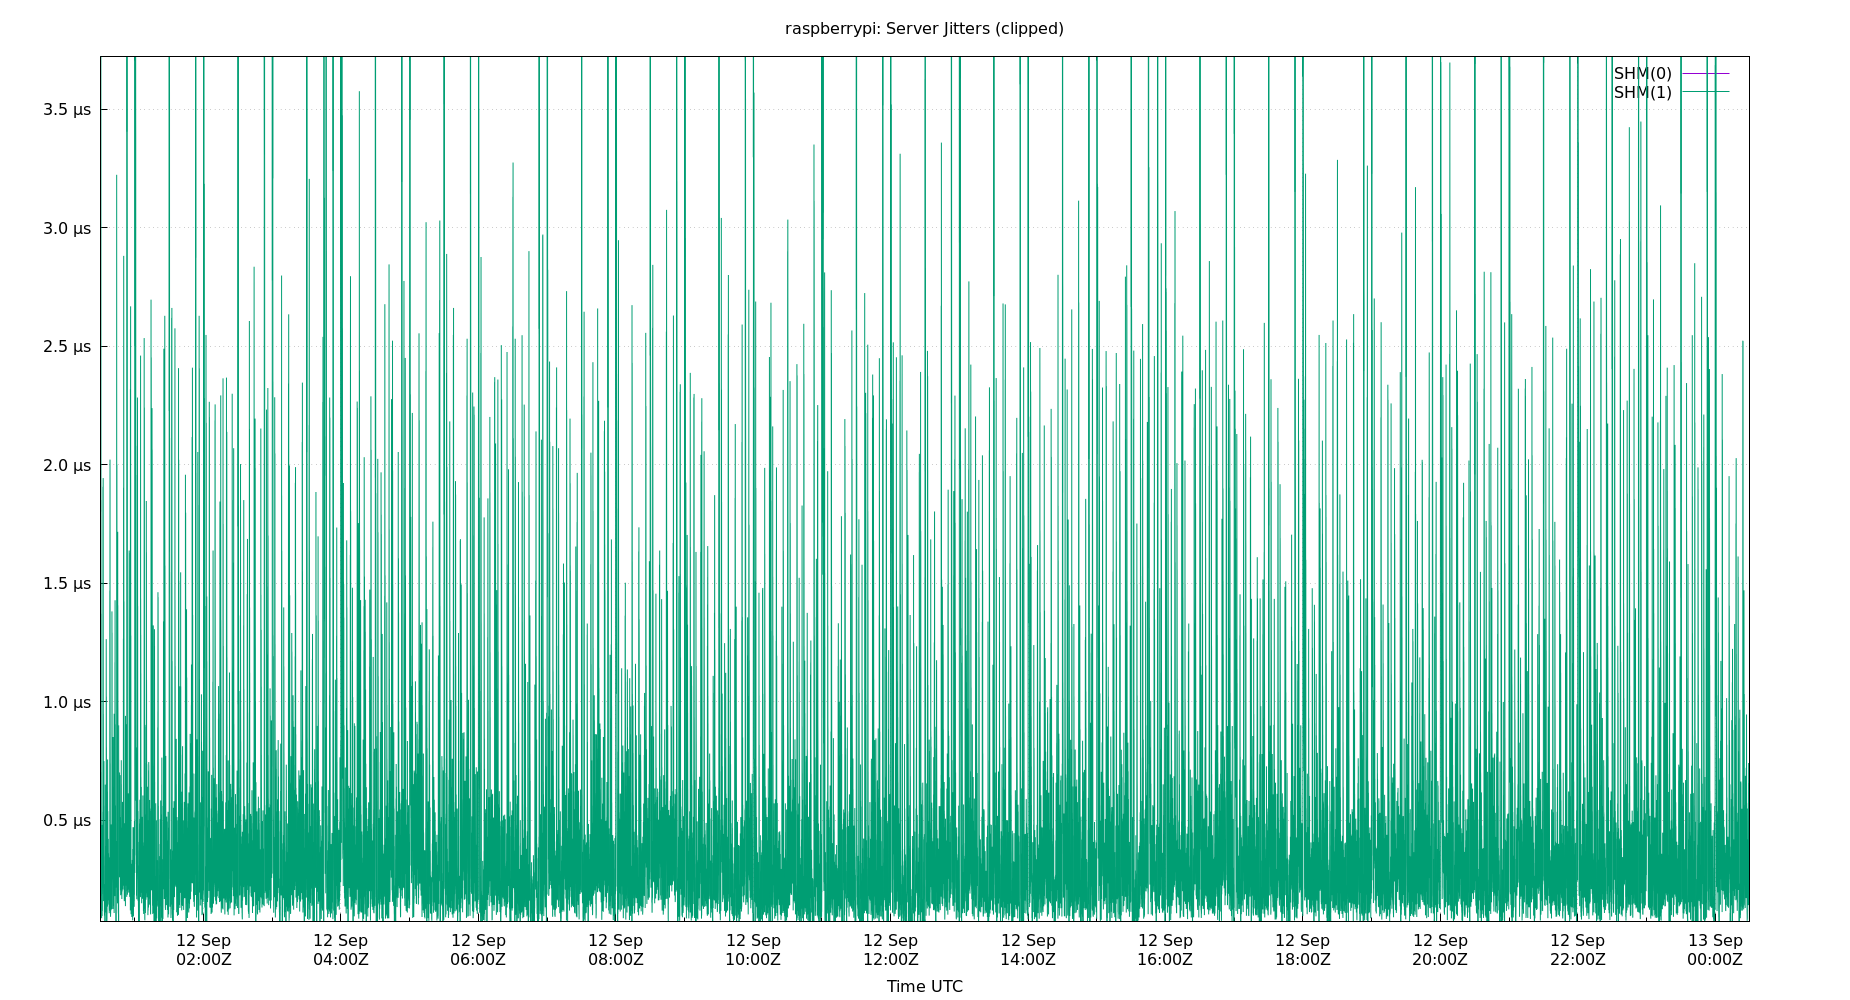 raspberrypi: Server Jitters (clipped)
SHM(0)
SHM(1)
3.5 µs
3.0 µs
2.5 µs
2.0 µs
1.5 µs
1.0 µs
0.5 µs
12 Sep 12 Sep 12 Sep 12 Sep 12 Sep 12 Sep 12 Sep 12 Sep 12 Sep 12 Sep 12 Sep 13 Sep
02:00Z 04:00Z 06:00Z 08:00Z 10:00Z 12:00Z 14:00Z 16:00Z 18:00Z 20:00Z 22:00Z 00:00Z
Time UTC